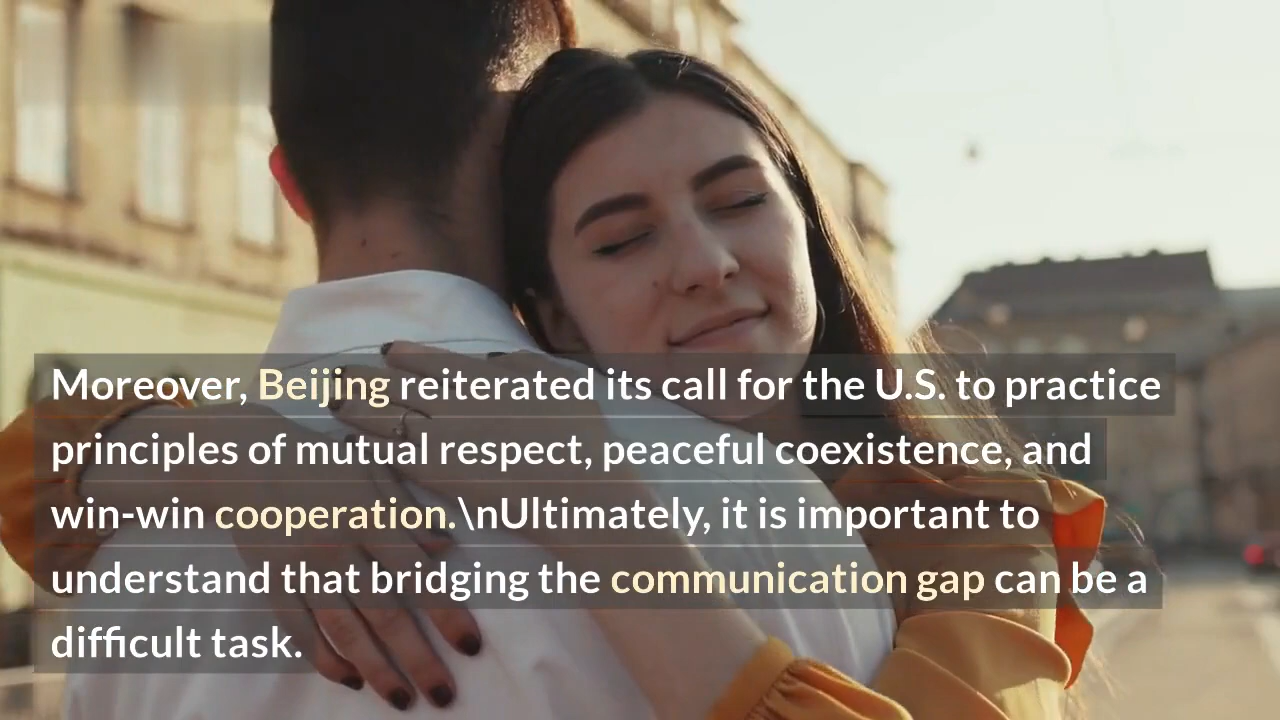 Moreover, Beijing reiterated its call for the U.S. to practice
principles of mutual respect, peaceful coexistence, and
win-win cooperation.\nUltimately, it is important to
understand that bridging the communication gap can be a
difficult task.